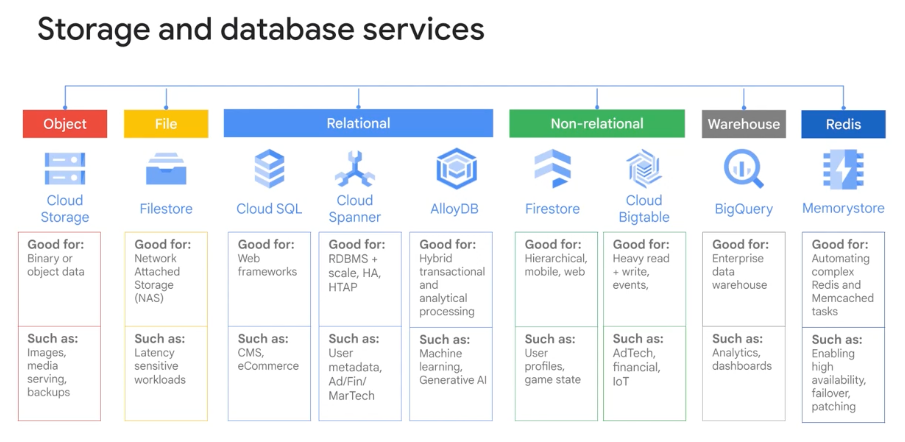 Storage and database services
Object
File
Relational
Non-relational
Warehouse
Redis
Cloud
Storage
Filestore
Cloud SQL
Cloud
Spanner
AlloyDB
Firestore
Cloud
Bigtable
BigQuery
Memorystore
Good for:
Binary or
object data
Good for:
Network
Attached
Storage
(NAS)
Good for:
Web
frameworks
Good for:
RDBMS +
scale, HA,
HTAP
Good for:
Hybrid
transactional
and
analytical
processing
Good for:
Hierarchical,
mobile, web
Good for:
Heavy read
+ write,
events,
Good for:
Enterprise
data
warehouse
Good for:
Automating
complex
Redis and
Memcached
tasks
Such as:
Images,
media
serving,
backups
Such as:
Latency
sensitive
workloads
Such as:
CMS,
eCommerce
Such as:
User
metadata,
Ad/Fin/
MarTech
Such as:
Machine
learning,
Generative AI
Such as:
User
profiles,
game state
Such as:
AdTech,
financial,
IoT
Such as:
Analytics,
dashboards
Such as:
Enabling
high
availability,
failover,
patching